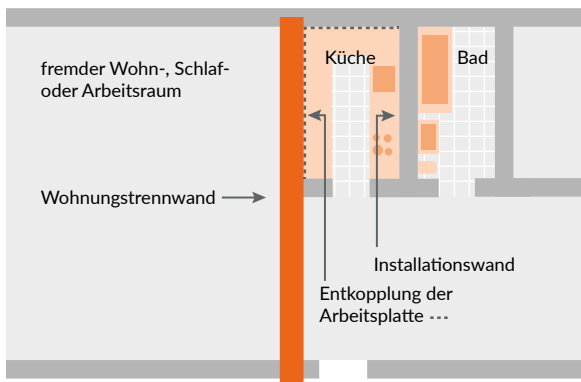 Küche
Bad
fremder Wohn-, Schlaf-
oder Arbeitsraum
Wohnungstrennwand
Installationswand
Entkopplung der
Arbeitsplatte